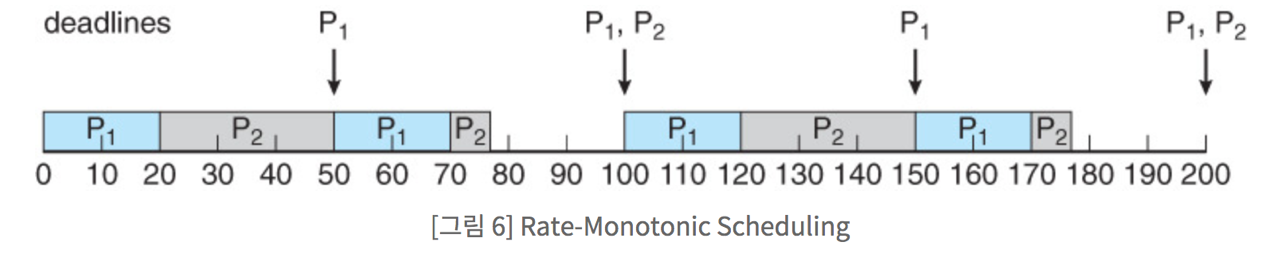 deadlines P₁ P₁, P₂ P₁ P₁, P₂
P₁ P₂ P₁ P₂ P₁ P₂ P₁ P₂
0 10 20 30 40 50 60 70 80 90 100 110 120 130 140 150 160 170 180 190 200
[그림 6] Rate-Monotonic Scheduling